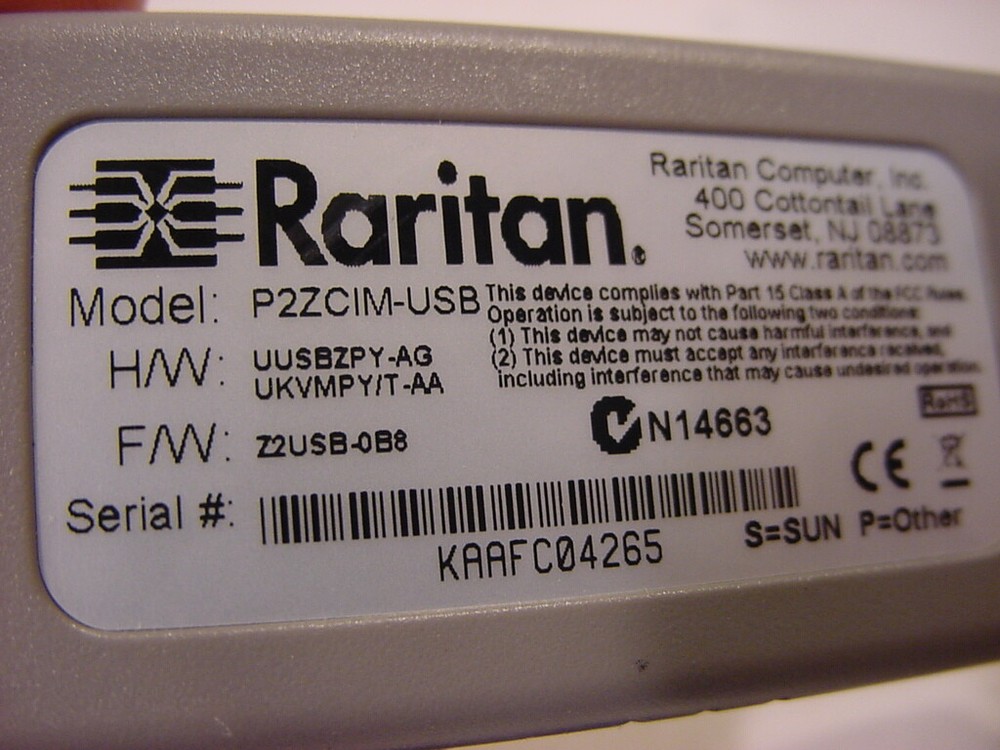 Raritan.
Raritan Computer, Inc.
400 Cottontail Lane
Somerset, NJ 08873
www.raritan.com
Model: P2ZCIM-USB
This device complies with Part 15 Class A of the FCC Rules.
Operation is subject to the following two conditions:
(1) This device may not cause harmful interference, and
(2) This device must accept any interference received,
including interference that may cause undesired operation.
H/W: UUSBZPY-AG
UKVMPY/T-AA
F/W: Z2USB-0B8
N14663
RoHS
CE
Serial #:
KAAFC04265
S=SUN P=Other